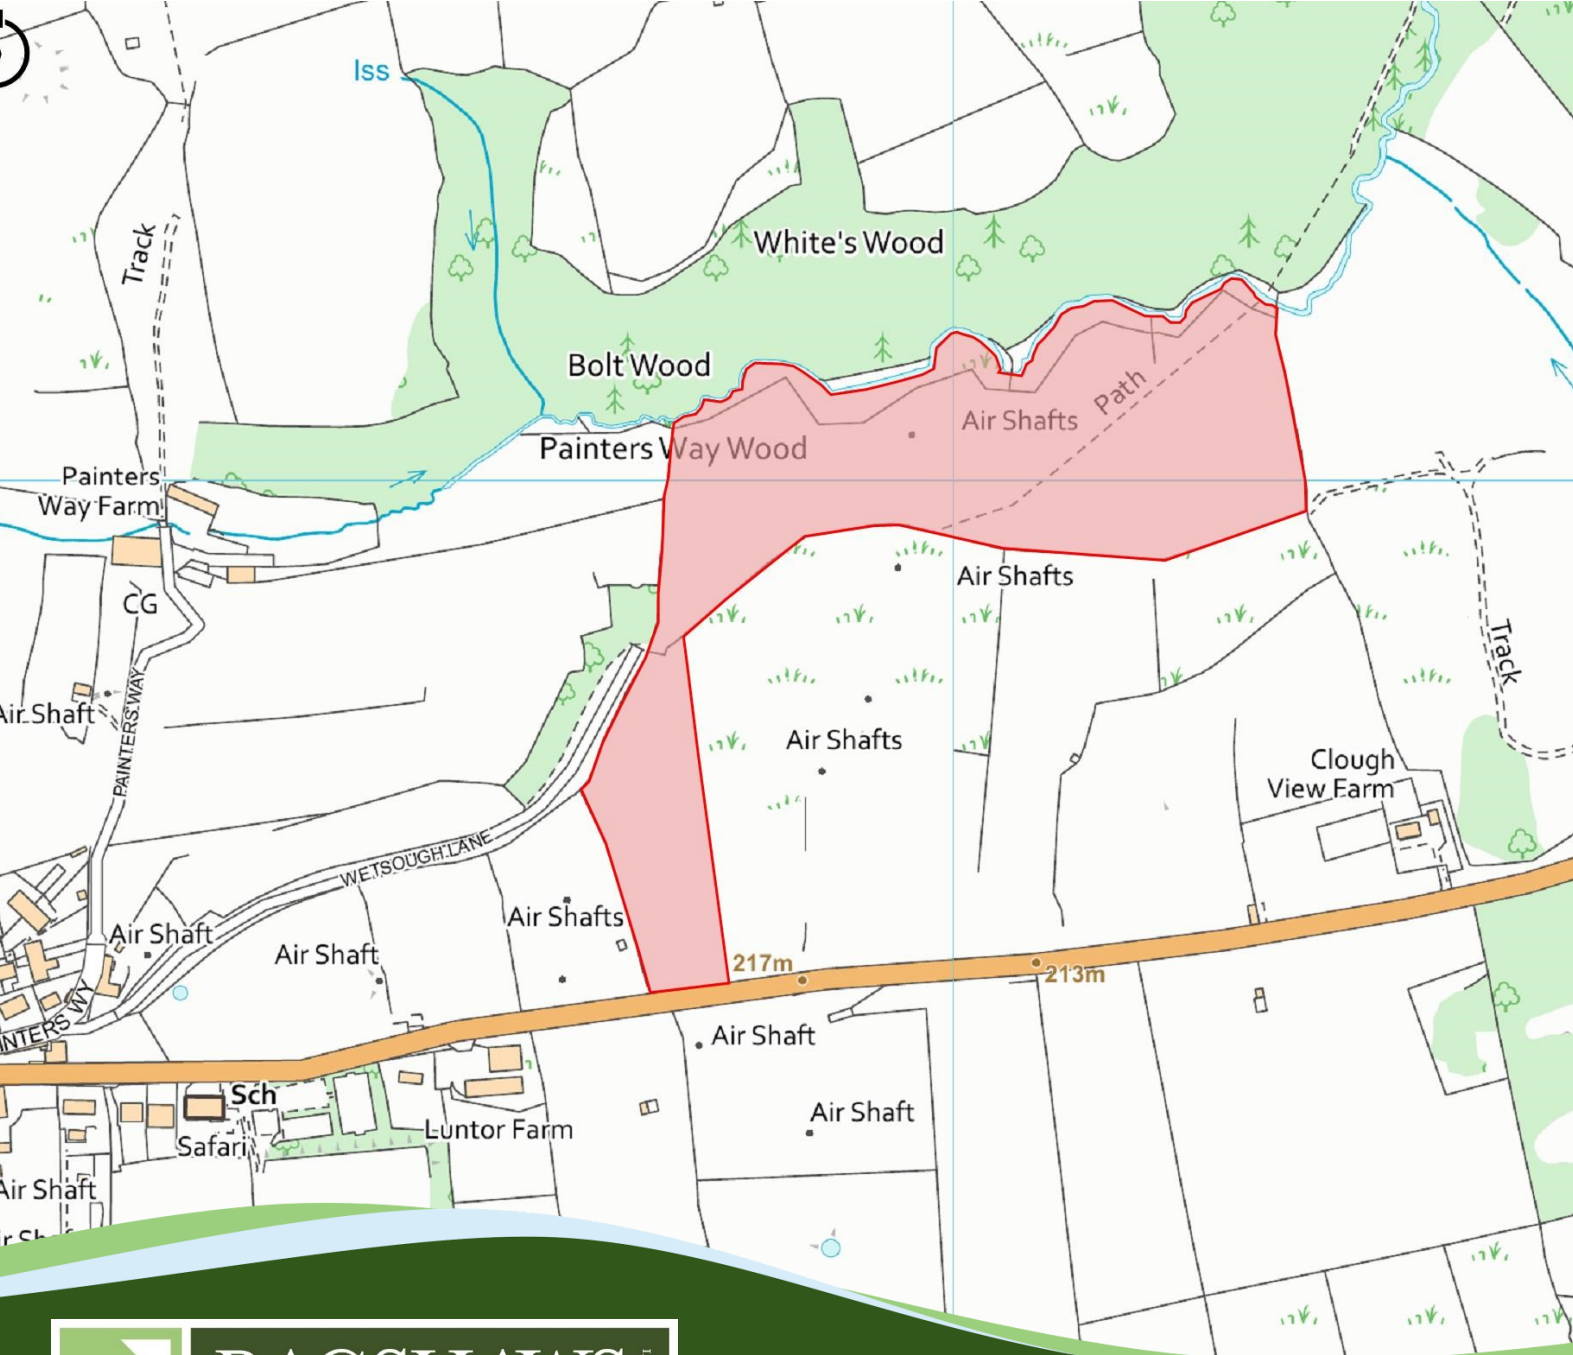 Iss
Track
White's Wood
Bolt Wood
Path
Air Shafts
Painters Way Wood
Painters
Way Farm
Air Shafts
CG
Track
Air Shaft
PAINTERS WAY
Air Shafts
Clough
View Farm
WETSOUGH LANE
Air Shafts
Air Shaft
Air Shaft
217m
213m
Air Shaft
Sch
Safari
Luntor Farm
Air Shaft
Air Shaft
BAGSHAWS